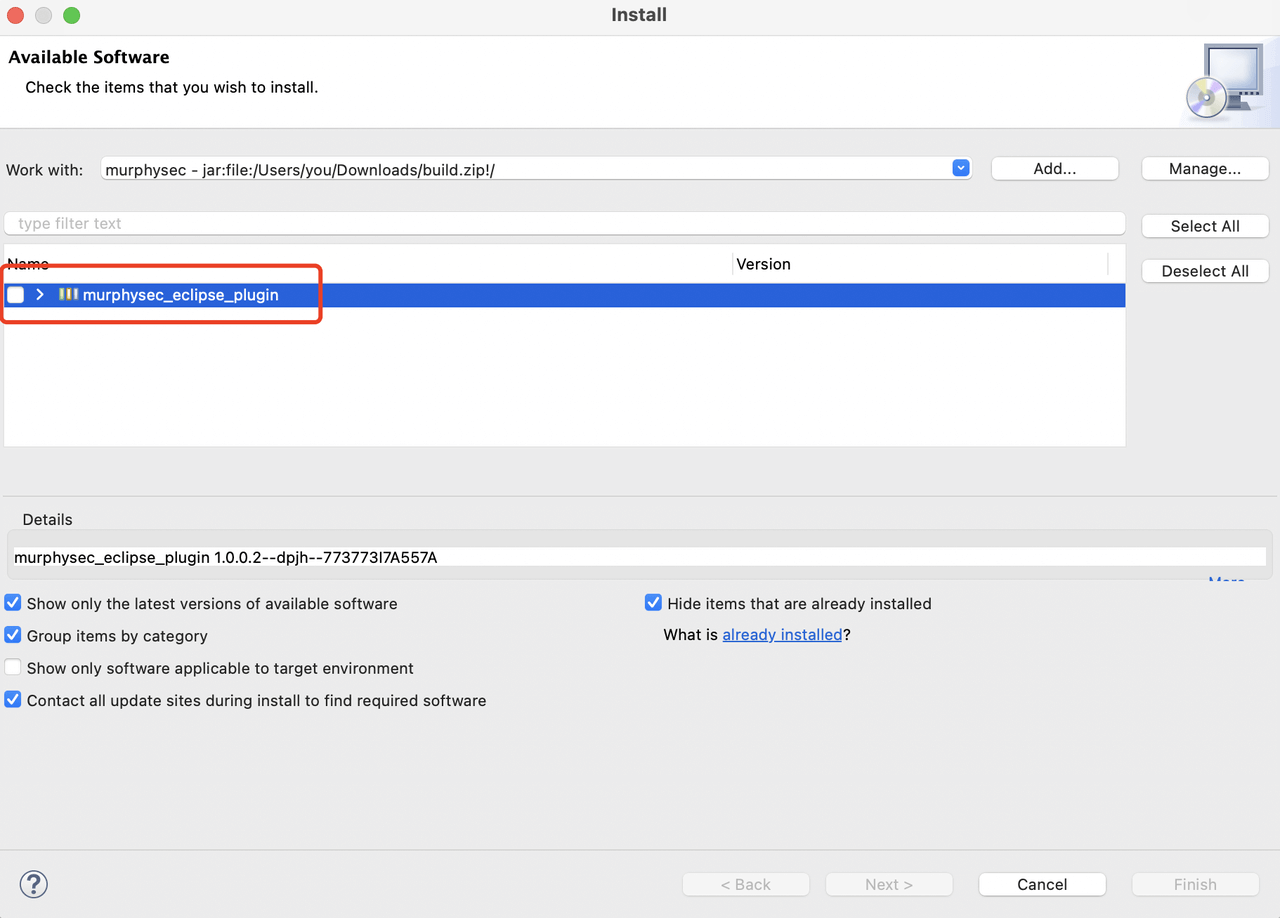 Install
Available Software
Check the items that you wish to install.
Work with: murphysec - jar:file:/Users/you/Downloads/build.zip!/ Add... Manage...
type filter text Select All
Name Version
Deselect All
murphysec_eclipse_plugin
Details
murphysec_eclipse_plugin 1.0.0.2--dpjh--773773I7A557A
More...
Show only the latest versions of available software Hide items that are already installed
Group items by category What is already installed?
Show only software applicable to target environment
Contact all update sites during install to find required software
? < Back Next > Cancel Finish